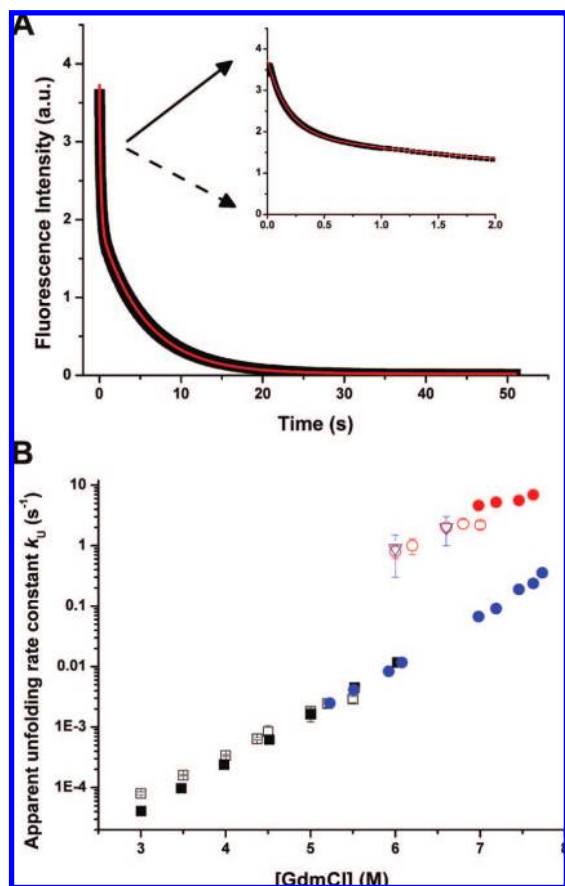 A
4
3
2
1
0
Fluorescence Intensity (a.u.)
0 10 20 30 40 50
Time (s)
4
3
2
1
0
0.0 0.5 1.0 1.5 2.0
B
10
1
0.1
0.01
1E-3
1E-4
Apparent unfolding rate constant kU (s-1)
3 4 5 6 7 8
[GdmCl] (M)